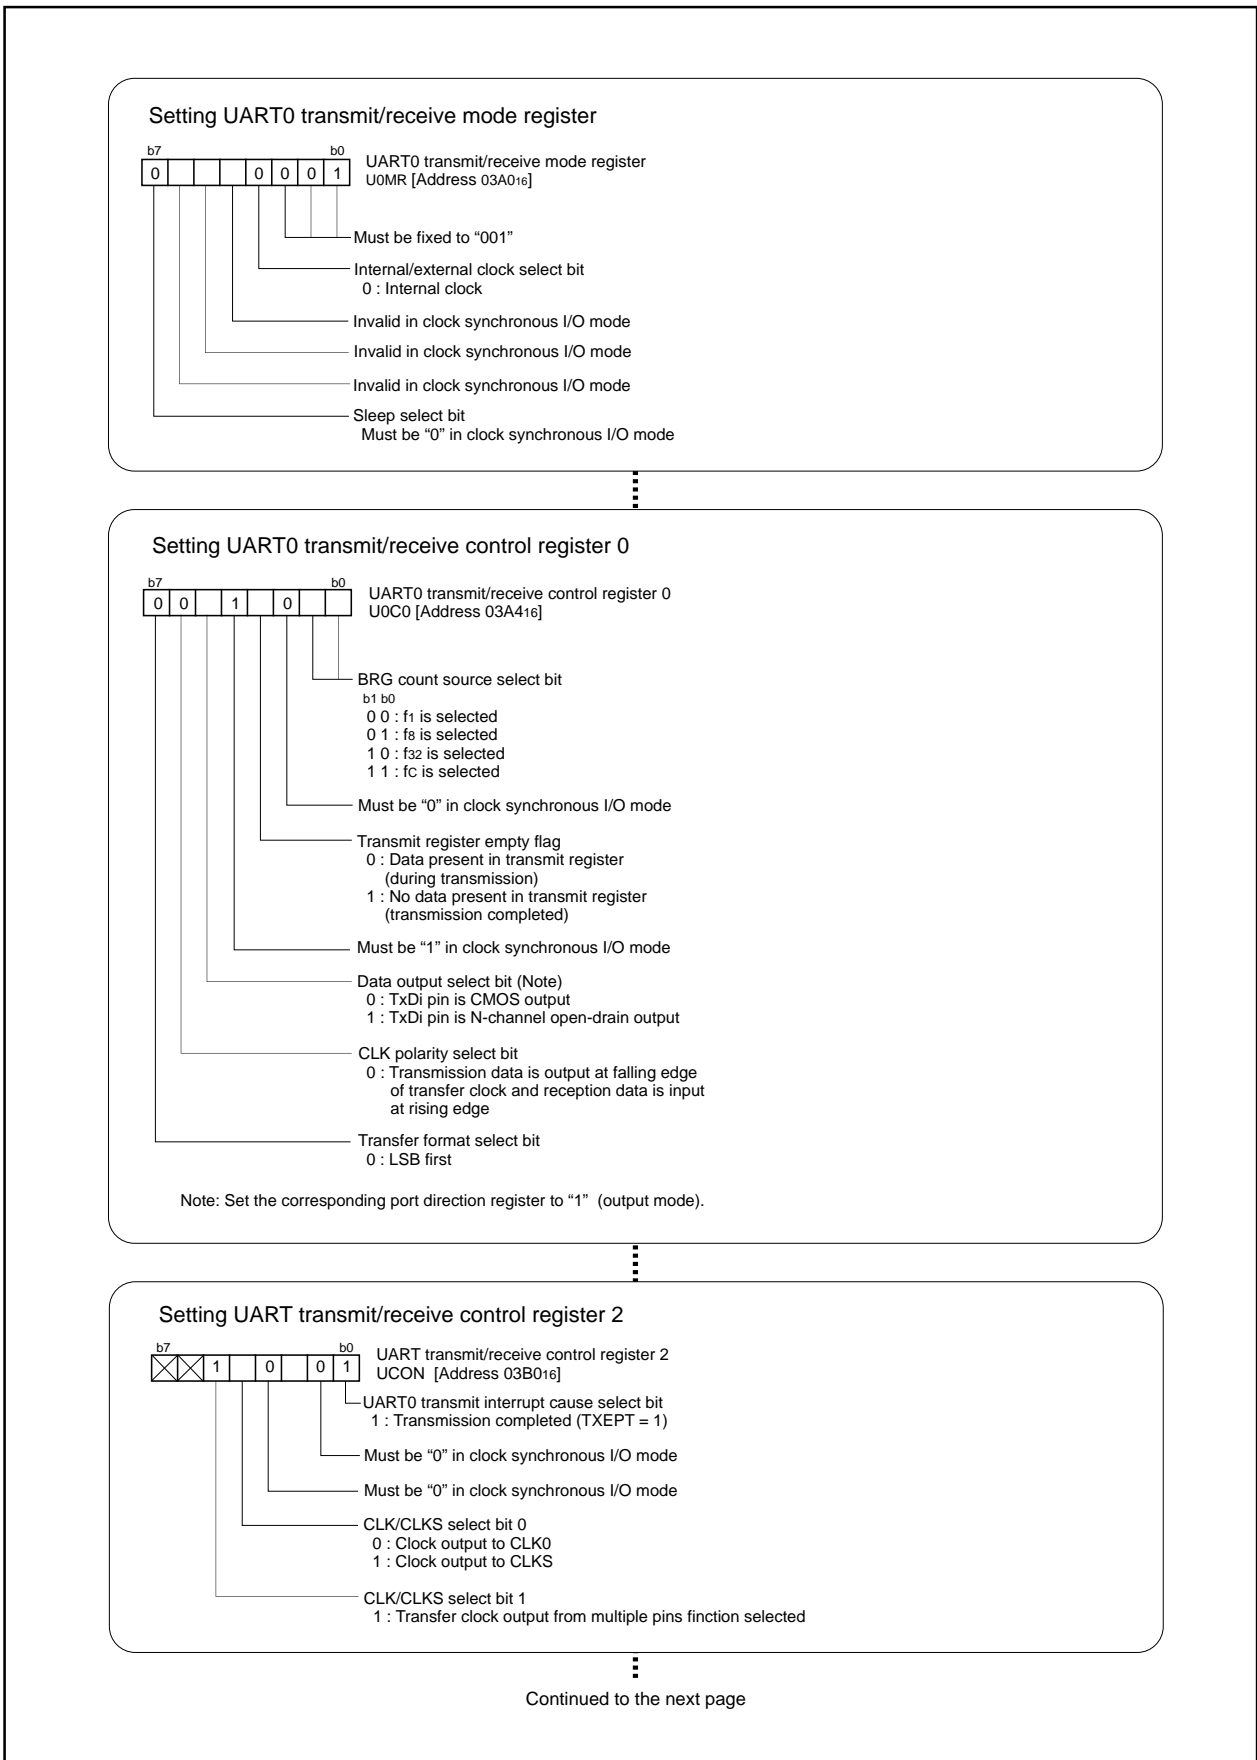 Setting UART0 transmit/receive mode register
b7 b0
0 0 0 0 1
UART0 transmit/receive mode register
U0MR [Address 03A016]
Must be fixed to “001”
Internal/external clock select bit
0 : Internal clock
Invalid in clock synchronous I/O mode
Invalid in clock synchronous I/O mode
Invalid in clock synchronous I/O mode
Sleep select bit
Must be “0” in clock synchronous I/O mode
Setting UART0 transmit/receive control register 0
b7 b0
0 0 1 0
UART0 transmit/receive control register 0
U0C0 [Address 03A416]
BRG count source select bit
b1 b0
0 0 : f1 is selected
0 1 : f8 is selected
1 0 : f32 is selected
1 1 : fC is selected
Must be “0” in clock synchronous I/O mode
Transmit register empty flag
0 : Data present in transmit register
(during transmission)
1 : No data present in transmit register
(transmission completed)
Must be “1” in clock synchronous I/O mode
Data output select bit (Note)
0 : TxDi pin is CMOS output
1 : TxDi pin is N-channel open-drain output
CLK polarity select bit
0 : Transmission data is output at falling edge
of transfer clock and reception data is input
at rising edge
Transfer format select bit
0 : LSB first
Note: Set the corresponding port direction register to “1” (output mode).
Setting UART transmit/receive control register 2
b7 b0
1 0 0 1
UART transmit/receive control register 2
UCON [Address 03B016]
UART0 transmit interrupt cause select bit
1 : Transmission completed (TXEPT = 1)
Must be “0” in clock synchronous I/O mode
Must be “0” in clock synchronous I/O mode
CLK/CLKS select bit 0
0 : Clock output to CLK0
1 : Clock output to CLKS
CLK/CLKS select bit 1
1 : Transfer clock output from multiple pins finction selected
Continued to the next page